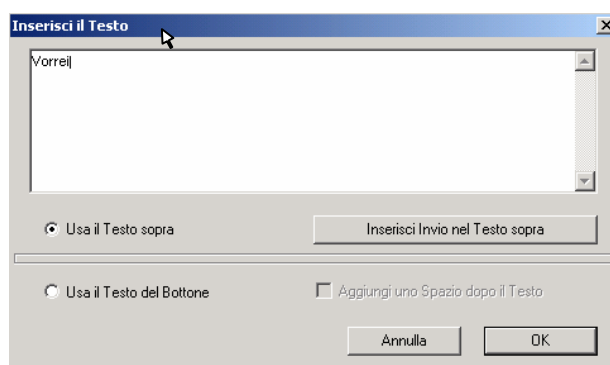 Inserisci il Testo
Vorrei
Usa il Testo sopra
Inserisci Invio nel Testo sopra
Usa il Testo del Bottone
Aggiungi uno Spazio dopo il Testo
Annulla
OK